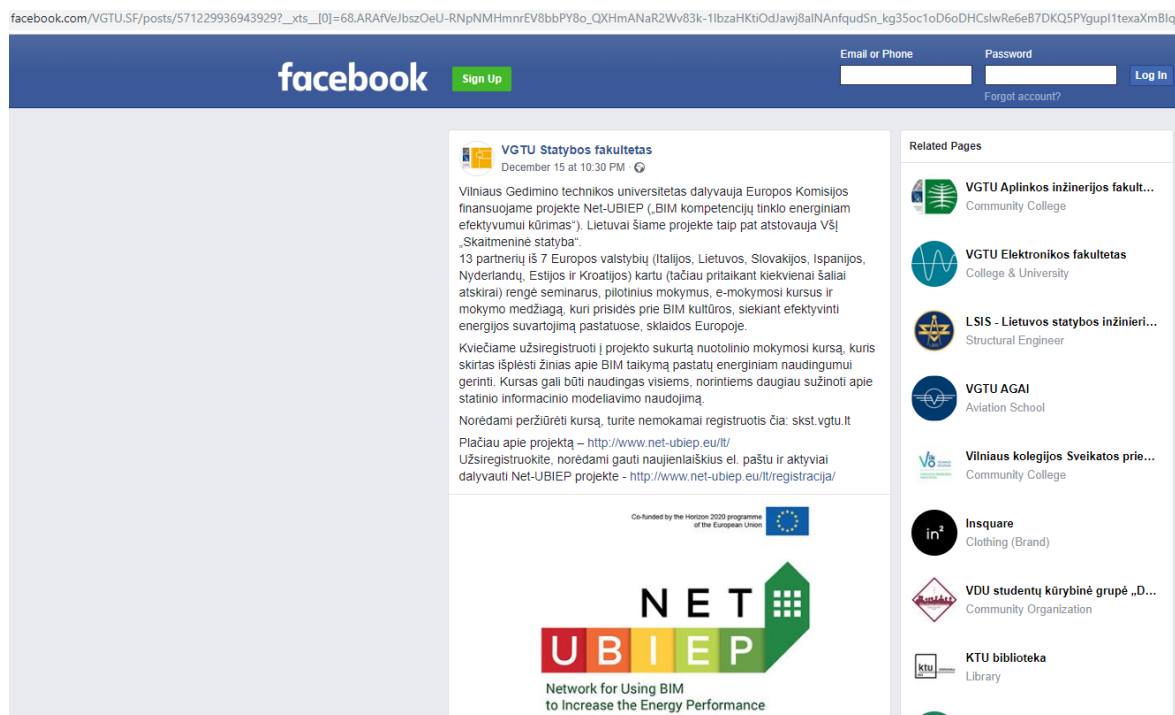 facebook.com/VGTU.SF/posts/571229936943929?__xts__[0]=68.ARAfVeJbszOeU-RNpNMHmnrEV8bbPY8o_QXHmANaR2Wv83k-1lbzaHKtiOdJawj8alNAnfqudSn_kg35oc1oD6oDHCslwRe6eB7DKQ5PYgupI1texaXmBlq
facebook
Sign Up
Email or Phone
Password
Log In
Forgot account?
VGTU Statybos fakultetas
December 15 at 10:30 PM ·
Vilniaus Gedimino technikos universitetas dalyvauja Europos Komisijos
finansuojame projekte Net-UBIEP („BIM kompetencijų tinklo energiniam
efektyvumui kūrimas“). Lietuvai šiame projekte taip pat atstovauja VšĮ
„Skaitmeninė statyba“.
13 partnerių iš 7 Europos valstybių (Italijos, Lietuvos, Slovakijos, Ispanijos,
Nyderlandų, Estijos ir Kroatijos) kartu (tačiau pritaikant kiekvienai šaliai
atskirai) rengė seminarus, pilotinius mokymus, e-mokymosi kursus ir
mokymo medžiagą, kuri prisidės prie BIM kultūros, siekiant efektyvinti
energijos suvartojimą pastatuose, sklaidos Europoje.
Kviečiame užsiregistruoti į projekto sukurtą nuotolinio mokymosi kursą, kuris
skirtas išplėsti žinias apie BIM taikymą pastatų energiniam naudingumui
gerinti. Kursas gali būti naudingas visiems, norintiems daugiau sužinoti apie
statinio informacinio modeliavimo naudojimą.
Norėdami peržiūrėti kursą, turite nemokamai registruotis čia: skst.vgtu.lt
Plačiau apie projektą – http://www.net-ubiep.eu/lt/
Užsiregistruokite, norėdami gauti naujienlaiškius el. paštu ir aktyviai
dalyvauti Net-UBIEP projekte - http://www.net-ubiep.eu/lt/registracija/
Co-funded by the Horizon 2020 programme
of the European Union
NET
UBIEP
Network for Using BIM
to Increase the Energy Performance
Related Pages
VGTU Aplinkos inžinerijos fakult...
Community College
VGTU Elektronikos fakultetas
College & University
LSIS - Lietuvos statybos inžinieri...
Structural Engineer
VGTU AGAI
Aviation School
Vilniaus kolegijos Sveikatos prie...
Community College
in²
Insquare
Clothing (Brand)
VDU studentų kūrybinė grupė „D...
Community Organization
ktu
KTU biblioteka
Library